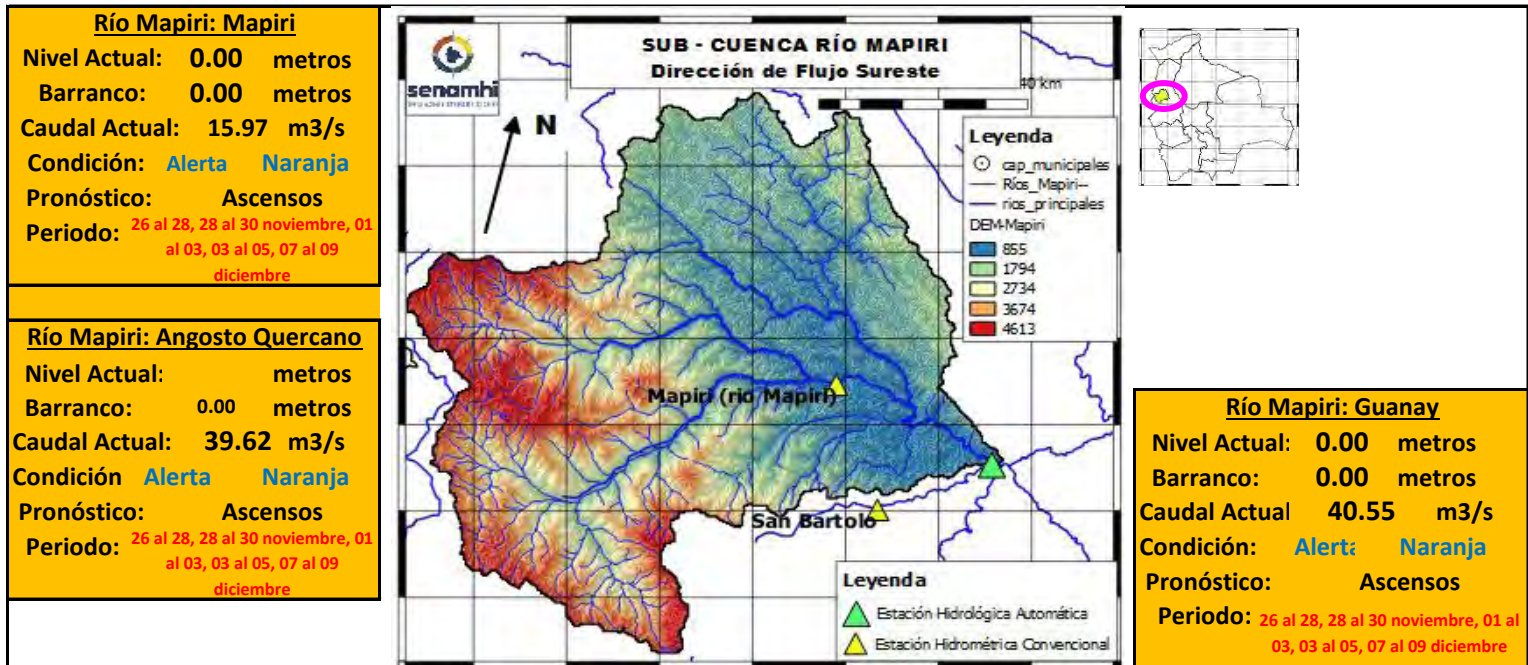 Río Mapiri: Mapiri
Nivel Actual: 0.00 metros
Barranco: 0.00 metros
Caudal Actual: 15.97 m3/s
Condición: Alerta Naranja
Pronóstico: Ascensos
Periodo: 26 al 28, 28 al 30 noviembre, 01
al 03, 03 al 05, 07 al 09
diciembre
Río Mapiri: Angosto Quercano
Nivel Actual: metros
Barranco: 0.00 metros
Caudal Actual: 39.62 m3/s
Condición Alerta Naranja
Pronóstico: Ascensos
Periodo: 26 al 28, 28 al 30 noviembre, 01
al 03, 03 al 05, 07 al 09
diciembre
senamhi
SUB - CUENCA RÍO MAPIRI
Dirección de Flujo Sureste
40 km
N
Leyenda
cap_municipales
Ríos_Mapiri--
rios_principales
DEM-Mapiri
855
1794
2734
3674
4613
Mapiri (rio Mapiri)
San Bartolo
Leyenda
Estación Hidrológica Automática
Estación Hidrométrica Convencional
Río Mapiri: Guanay
Nivel Actual: 0.00 metros
Barranco: 0.00 metros
Caudal Actual 40.55 m3/s
Condición: Alerta Naranja
Pronóstico: Ascensos
Periodo: 26 al 28, 28 al 30 noviembre, 01 al
03, 03 al 05, 07 al 09 diciembre